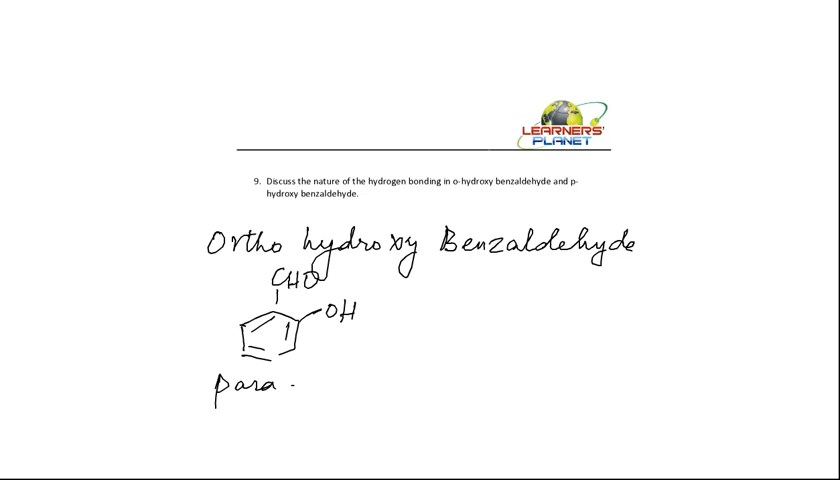 LEARNERS'
PLANET
9. Discuss the nature of the hydrogen bonding in o-hydroxy benzaldehyde and p-
hydroxy benzaldehyde.
Ortho hydroxy Benzaldehyde
CHO
OH
para .